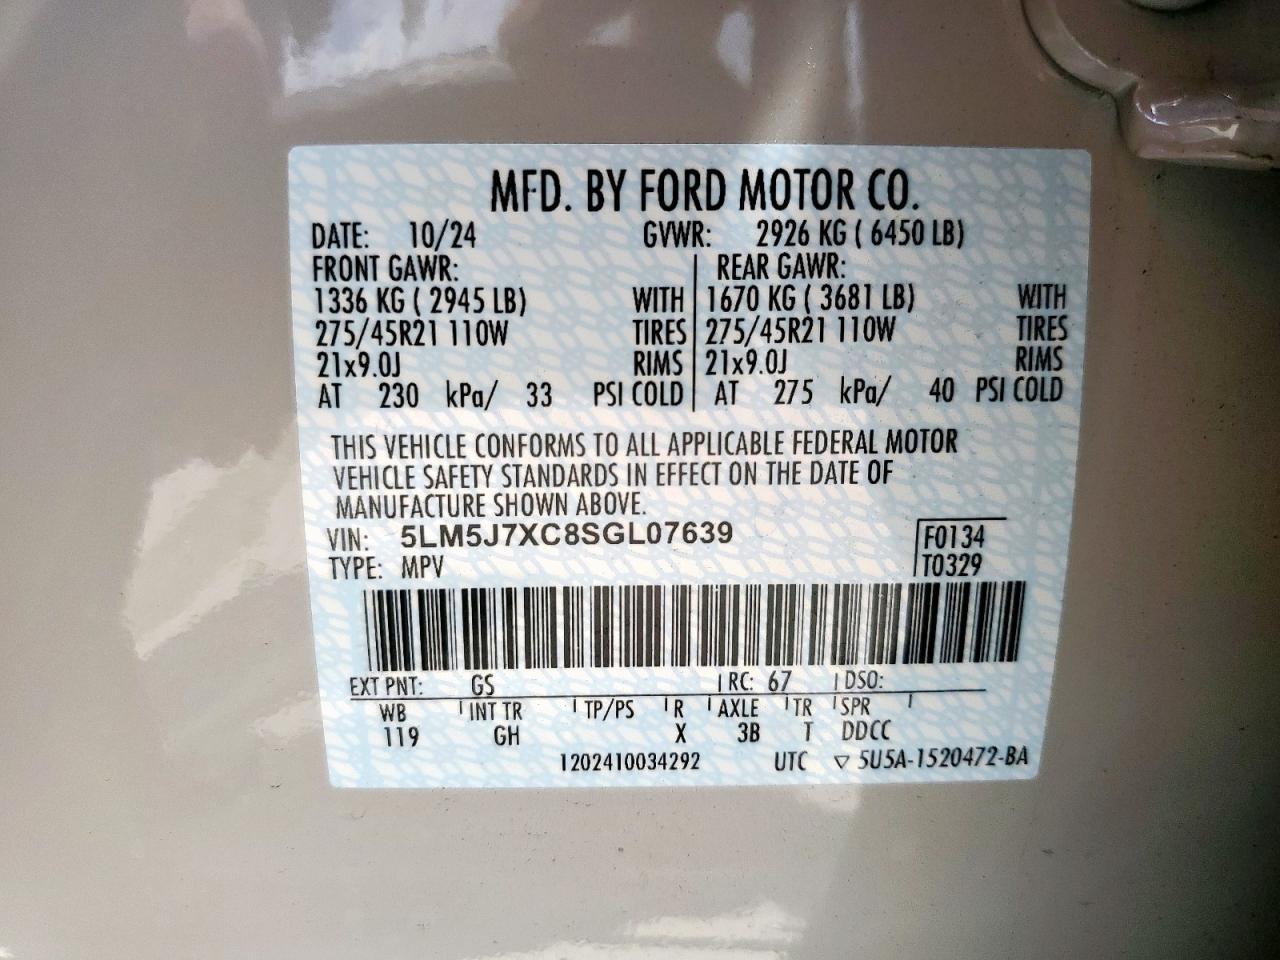 MFD. BY FORD MOTOR CO.
DATE: 10/24 GVWR: 2926 KG ( 6450 LB)
FRONT GAWR: REAR GAWR:
1336 KG ( 2945 LB) WITH 1670 KG ( 3681 LB) WITH
275/45R21 110W TIRES 275/45R21 110W TIRES
21x9.0J RIMS 21x9.0J RIMS
AT 230 kPa/ 33 PSI COLD AT 275 kPa/ 40 PSI COLD
THIS VEHICLE CONFORMS TO ALL APPLICABLE FEDERAL MOTOR
VEHICLE SAFETY STANDARDS IN EFFECT ON THE DATE OF
MANUFACTURE SHOWN ABOVE.
VIN: 5LM5J7XC8SGL07639 F0134
TYPE: MPV T0329
EXT PNT: GS RC: 67 DSO:
WB INT TR TP/PS R AXLE TR SPR
119 GH X 3B T DDCC
1202410034292 UTC ▽ 5U5A-1520472-BA